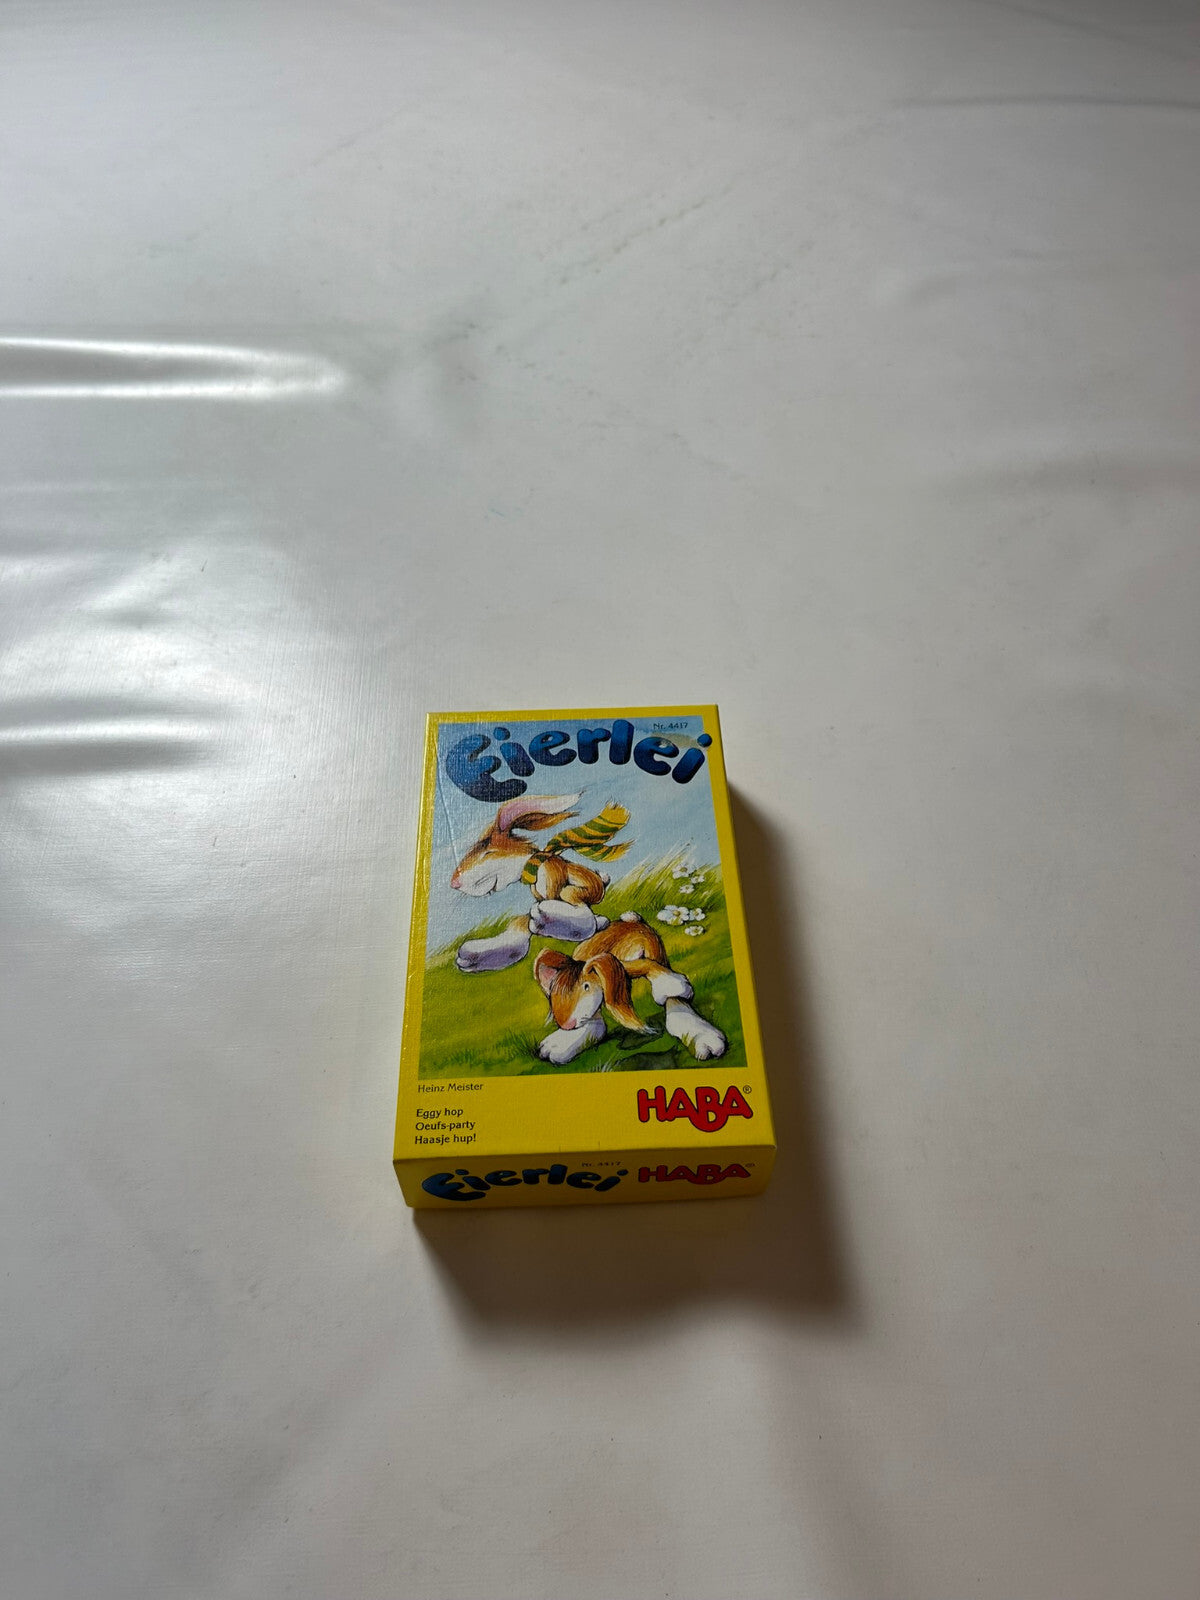 Nr. 4417
Eierlei
Heinz Meister
HABA®
Eggy hop
Oeufs-party
Haasje hup!
Nr. 4417
Eierlei HABA®